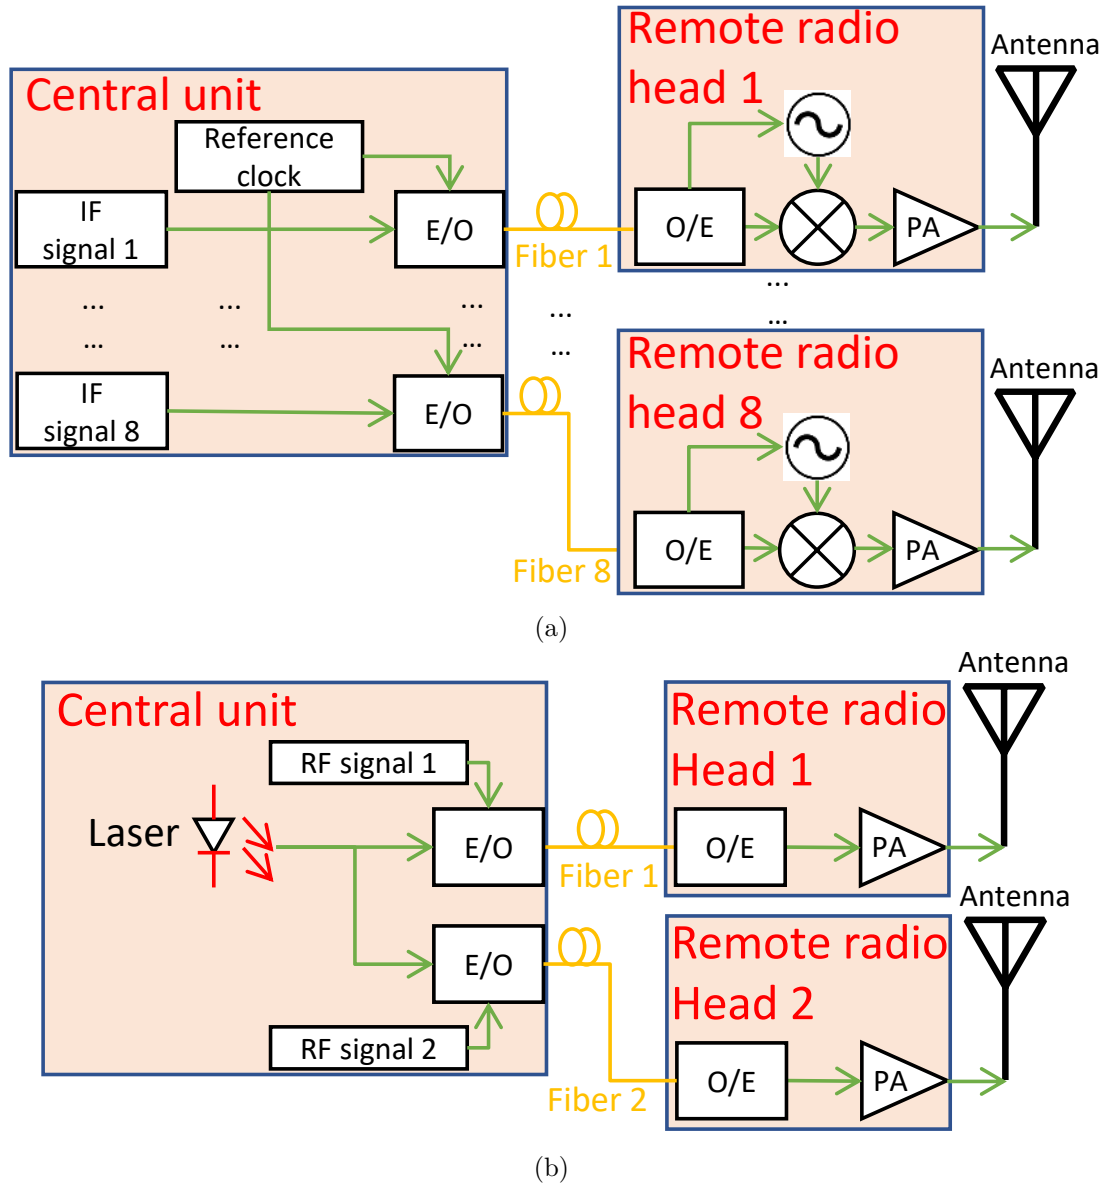 Central unit
Reference
clock
IF
signal 1
E/O
Fiber 1
Remote radio
head 1
O/E
PA
Antenna
... ... ... ... ...
... ... ... ... ...
IF
signal 8
E/O
Fiber 8
Remote radio
head 8
O/E
PA
Antenna
(a)
Central unit
RF signal 1
Laser
E/O
E/O
RF signal 2
Fiber 1
Fiber 2
Remote radio
Head 1
O/E
PA
Antenna
Remote radio
Head 2
O/E
PA
Antenna
(b)